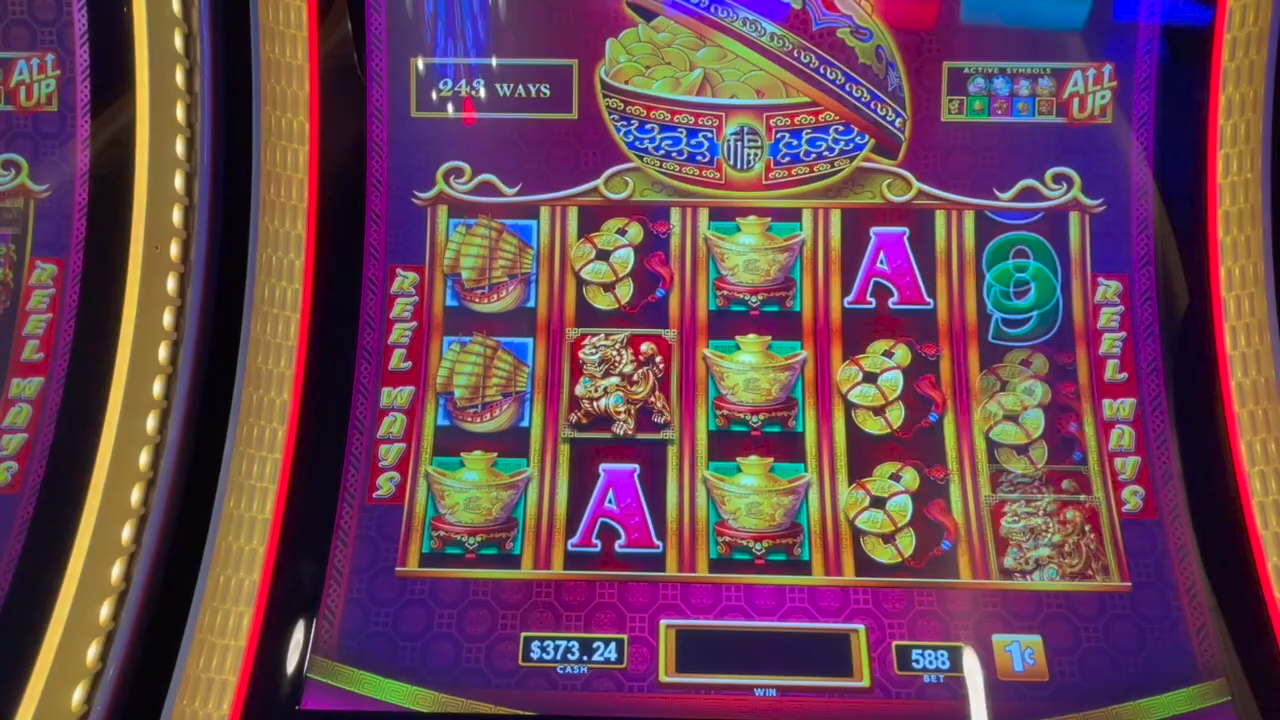 ALL
UP
243 WAYS
福
ACTIVE SYMBOLS
ALL
UP
REEL WAYS
REEL WAYS
A
9
A
REEL WAYS
$373.24
CASH
WIN
588
BET
1¢